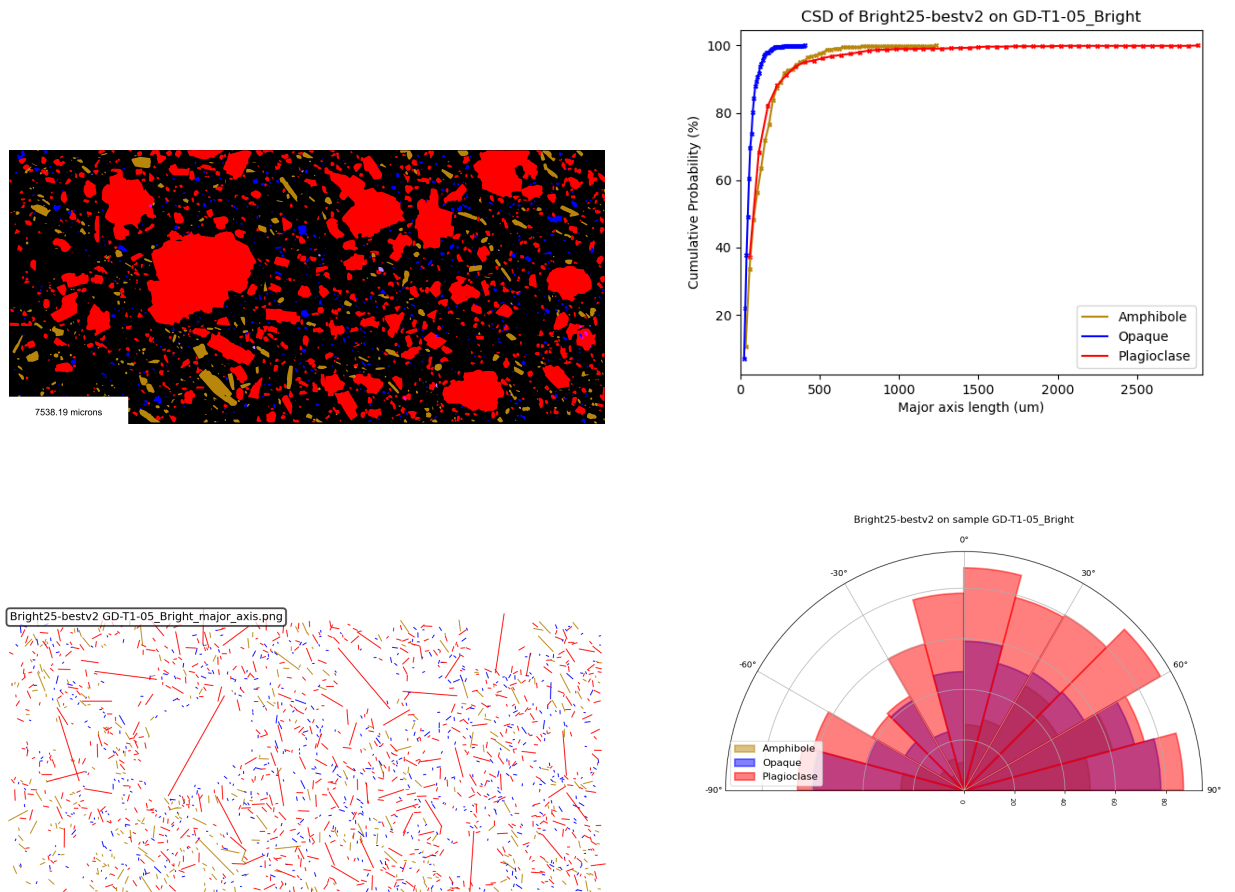 CSD of Bright25-bestv2 on GD-T1-05_Bright
100
80
60
40
20
Cumulative Probability (%)
0
500
1000
1500
2000
2500
Major axis length (um)
Amphibole
Opaque
Plagioclase
7538.19 microns
Bright25-bestv2 on sample GD-T1-05_Bright
0°
-30°
30°
-60°
60°
-90°
90°
0
20
40
60
80
Amphibole
Opaque
Plagioclase
Bright25-bestv2 GD-T1-05_Bright_major_axis.png